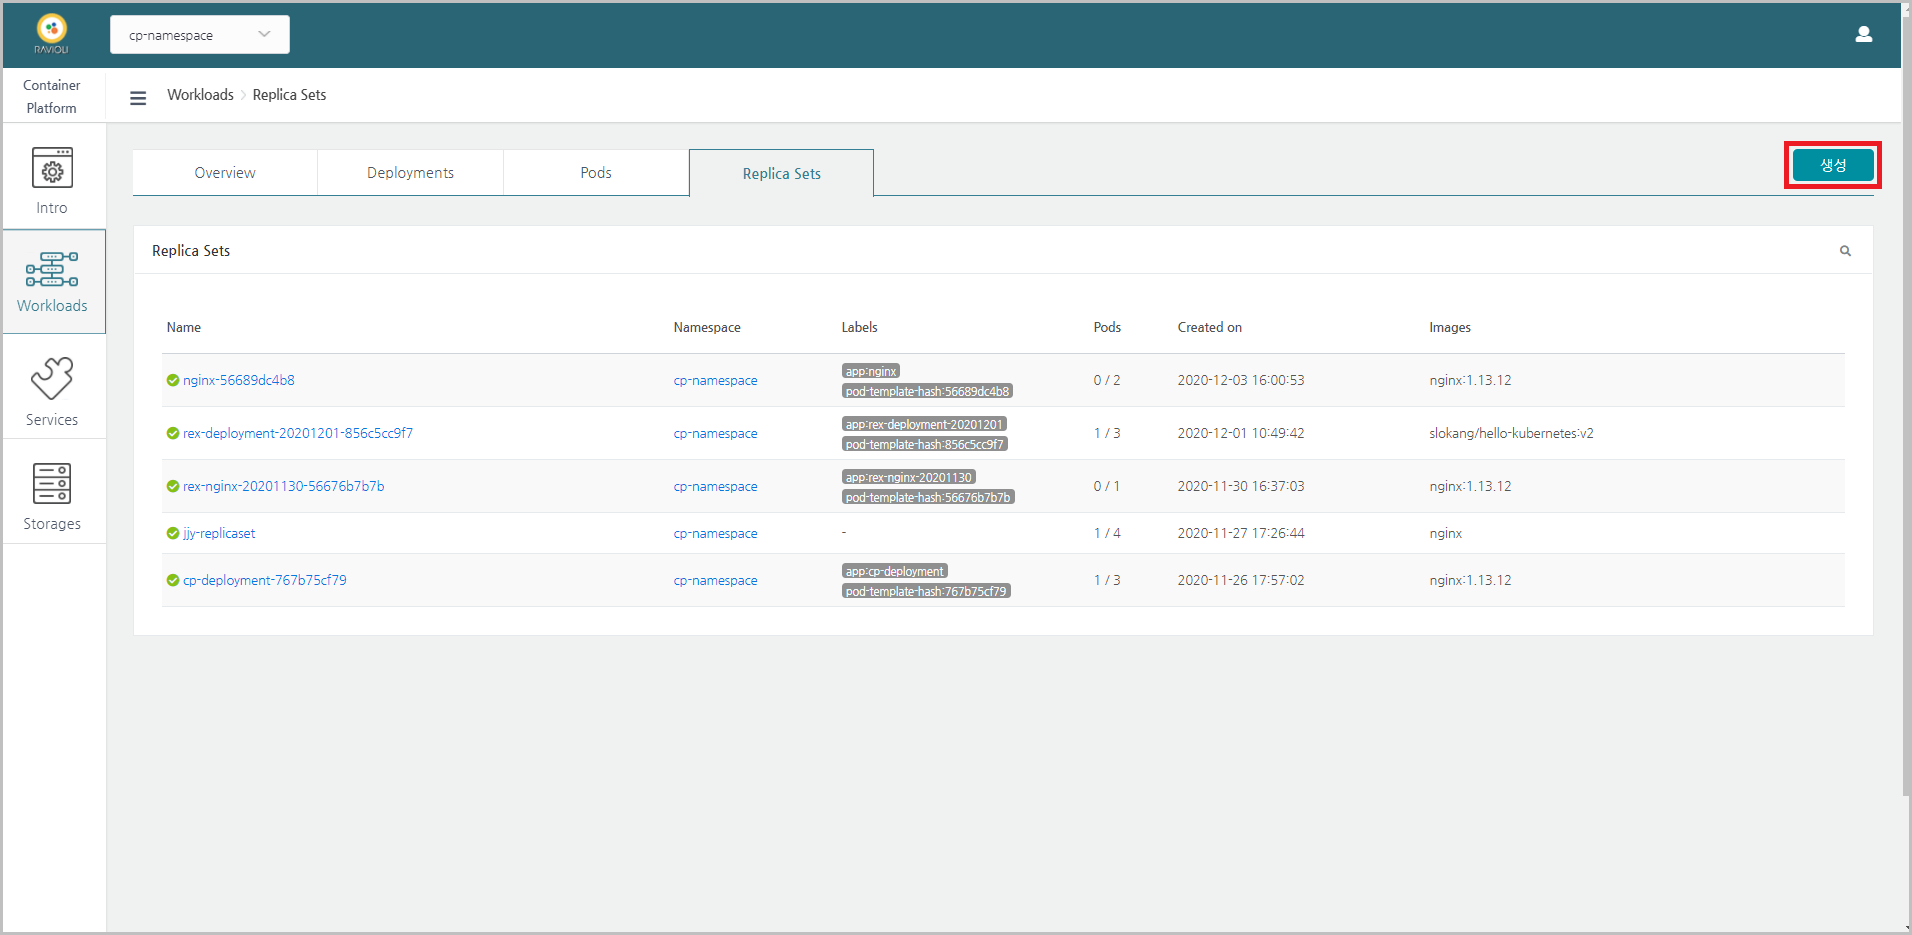 RAVIOLI
cp-namespace
Container
Platform
Workloads
Replica Sets
Intro
Workloads
Services
Storages
Overview
Deployments
Pods
Replica Sets
생성
Replica Sets
Name Namespace Labels Pods Created on Images
nginx-56689dc4b8 cp-namespace app:nginx pod-template-hash:56689dc4b8 0 / 2 2020-12-03 16:00:53 nginx:1.13.12
rex-deployment-20201201-856c5cc9f7 cp-namespace app:rex-deployment-20201201 pod-template-hash:856c5cc9f7 1 / 3 2020-12-01 10:49:42 slokang/hello-kubernetes:v2
rex-nginx-20201130-56676b7b7b cp-namespace app:rex-nginx-20201130 pod-template-hash:56676b7b7b 0 / 1 2020-11-30 16:37:03 nginx:1.13.12
jjy-replicaset cp-namespace - 1 / 4 2020-11-27 17:26:44 nginx
cp-deployment-767b75cf79 cp-namespace app:cp-deployment pod-template-hash:767b75cf79 1 / 3 2020-11-26 17:57:02 nginx:1.13.12